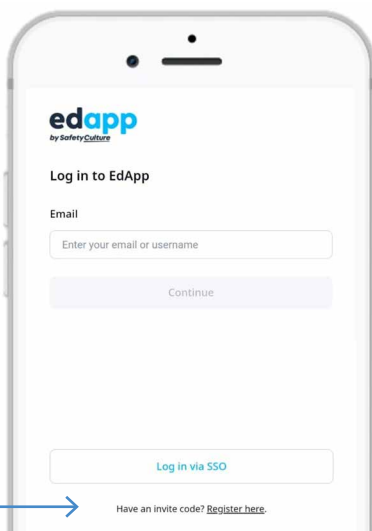 edapp
by SafetyCulture
Log in to EdApp
Email
Enter your email or username
Continue
Log in via SSO
Have an invite code? Register here.